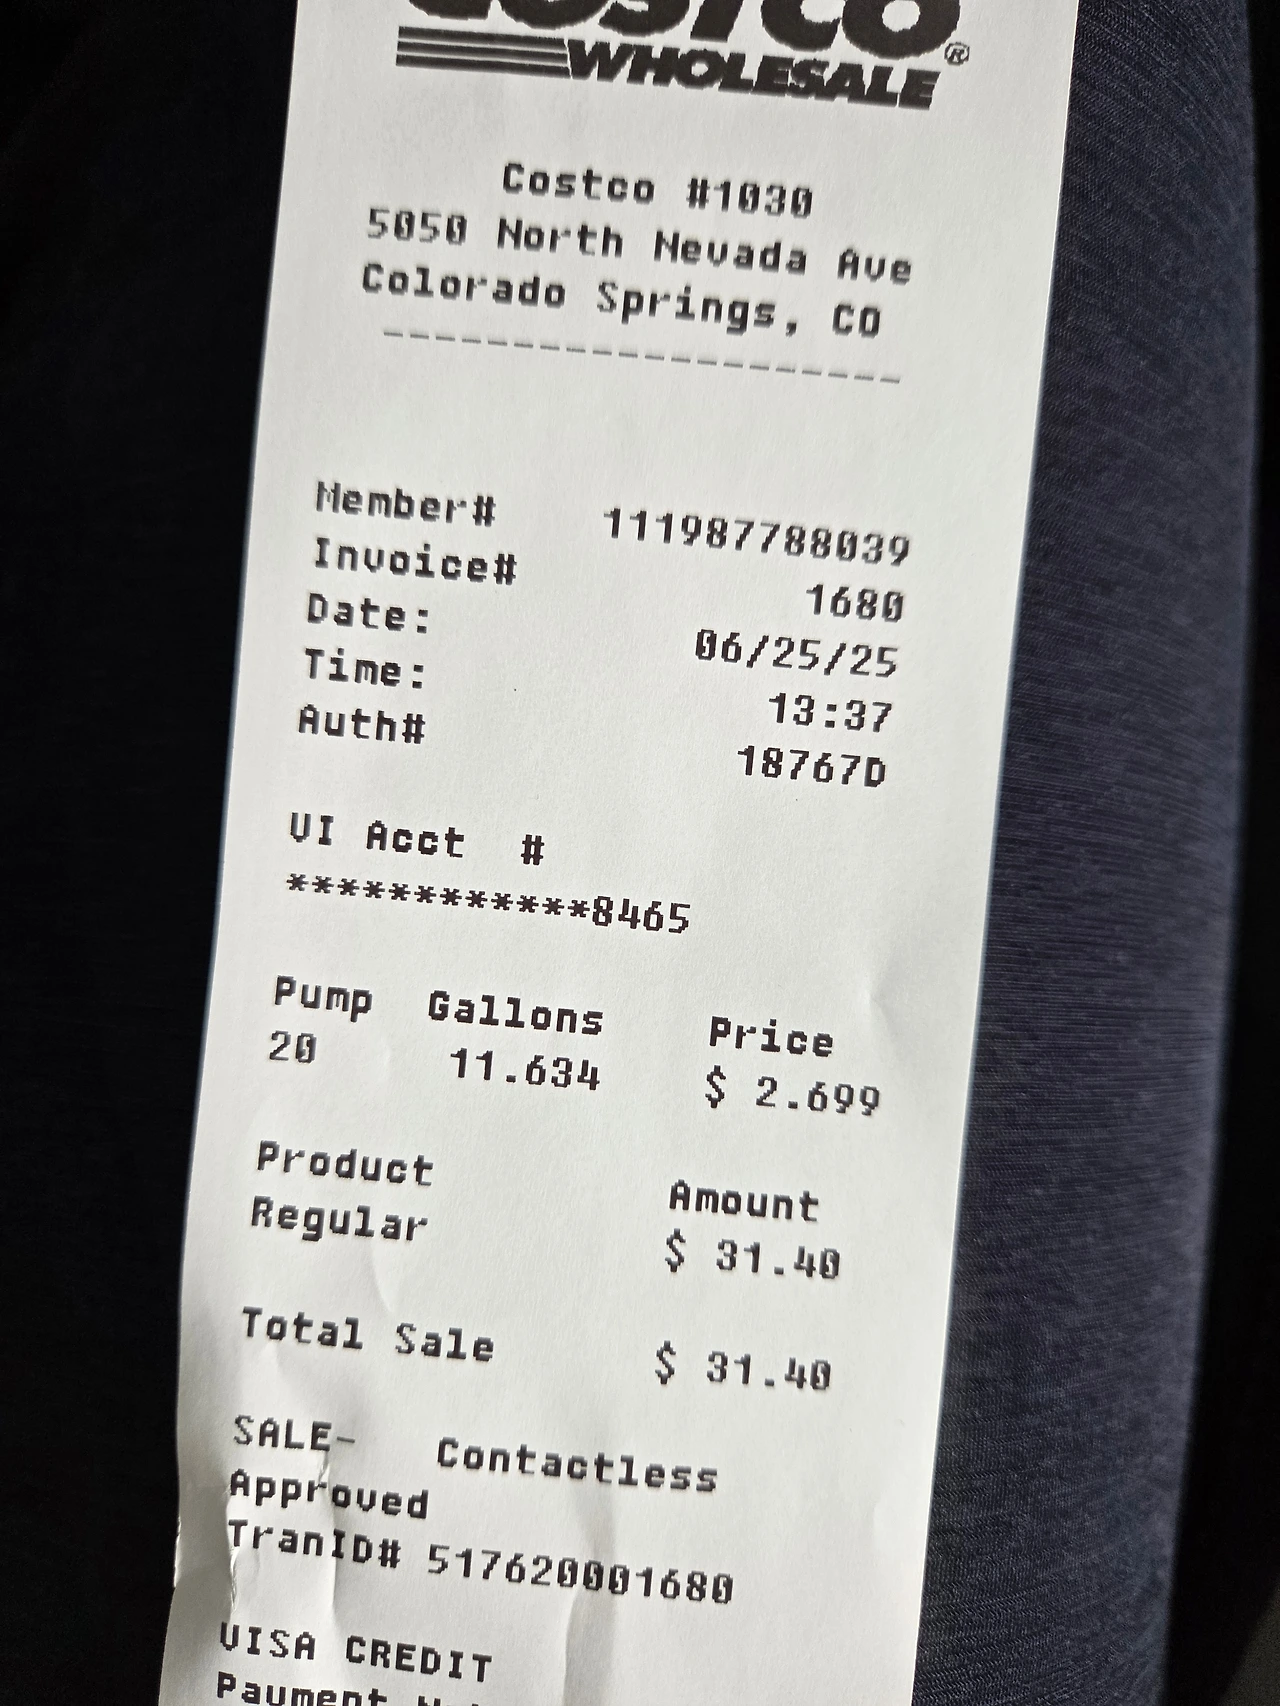 COSTCO
WHOLESALE®
Costco #1030
5050 North Nevada Ave
Colorado Springs, CO
--------------------
Member# 111987788039
Invoice# 1680
Date: 06/25/25
Time: 13:37
Auth# 18767D
VI Acct #
************8465
Pump Gallons Price
20 11.634 $ 2.699
Product Amount
Regular $ 31.40
Total Sale $ 31.40
SALE- Contactless
Approved
TranID# 517620001680
VISA CREDIT
Payment